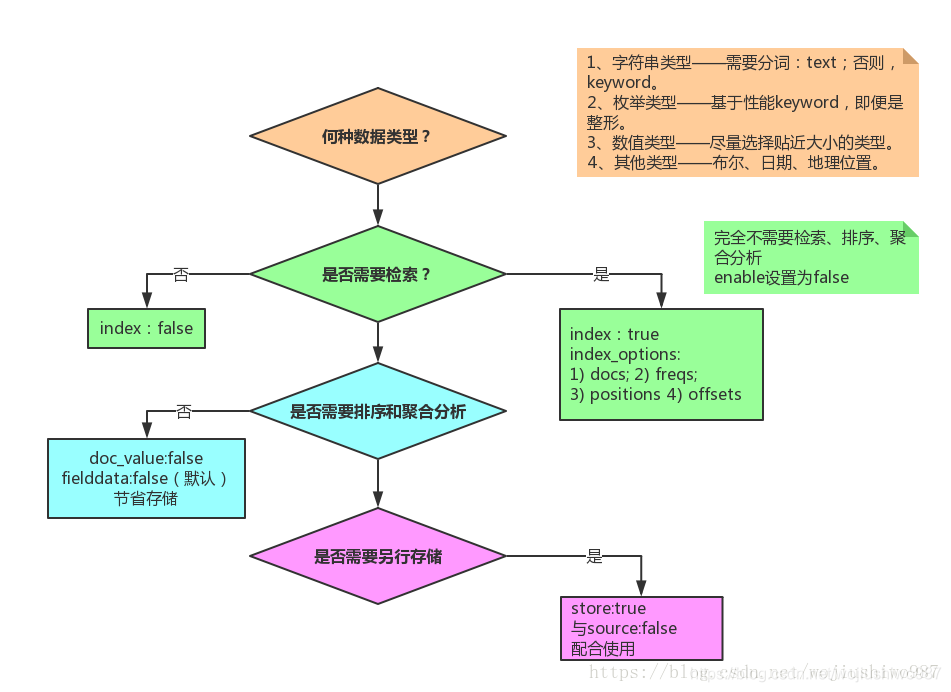 1、字符串类型——需要分词：text；否则，
keyword。
2、枚举类型——基于性能keyword，即便是
整形。
3、数值类型——尽量选择贴近大小的类型。
4、其他类型——布尔、日期、地理位置。
何种数据类型？
完全不需要检索、排序、聚
合分析
enable设置为false
是否需要检索？
否
是
index：false
index：true
index_options:
1) docs; 2) freqs;
3) positions 4) offsets
是否需要排序和聚合分析
否
doc_value:false
fielddata:false（默认）
节省存储
是否需要另行存储
是
store:true
与source:false
配合使用
https://blog.csdn.net/wojiushiwo987